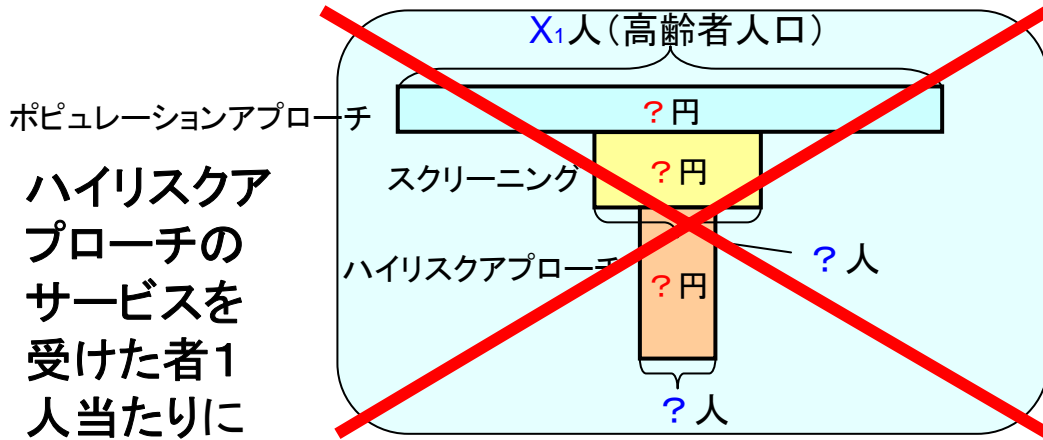 X₁人（高齢者人口）
ポピュレーションアプローチ
？円
スクリーニング
？円
ハイリスクアプローチ
？円
？人
？人
ハイリスクア
プローチの
サービスを
受けた者１
人当たりに